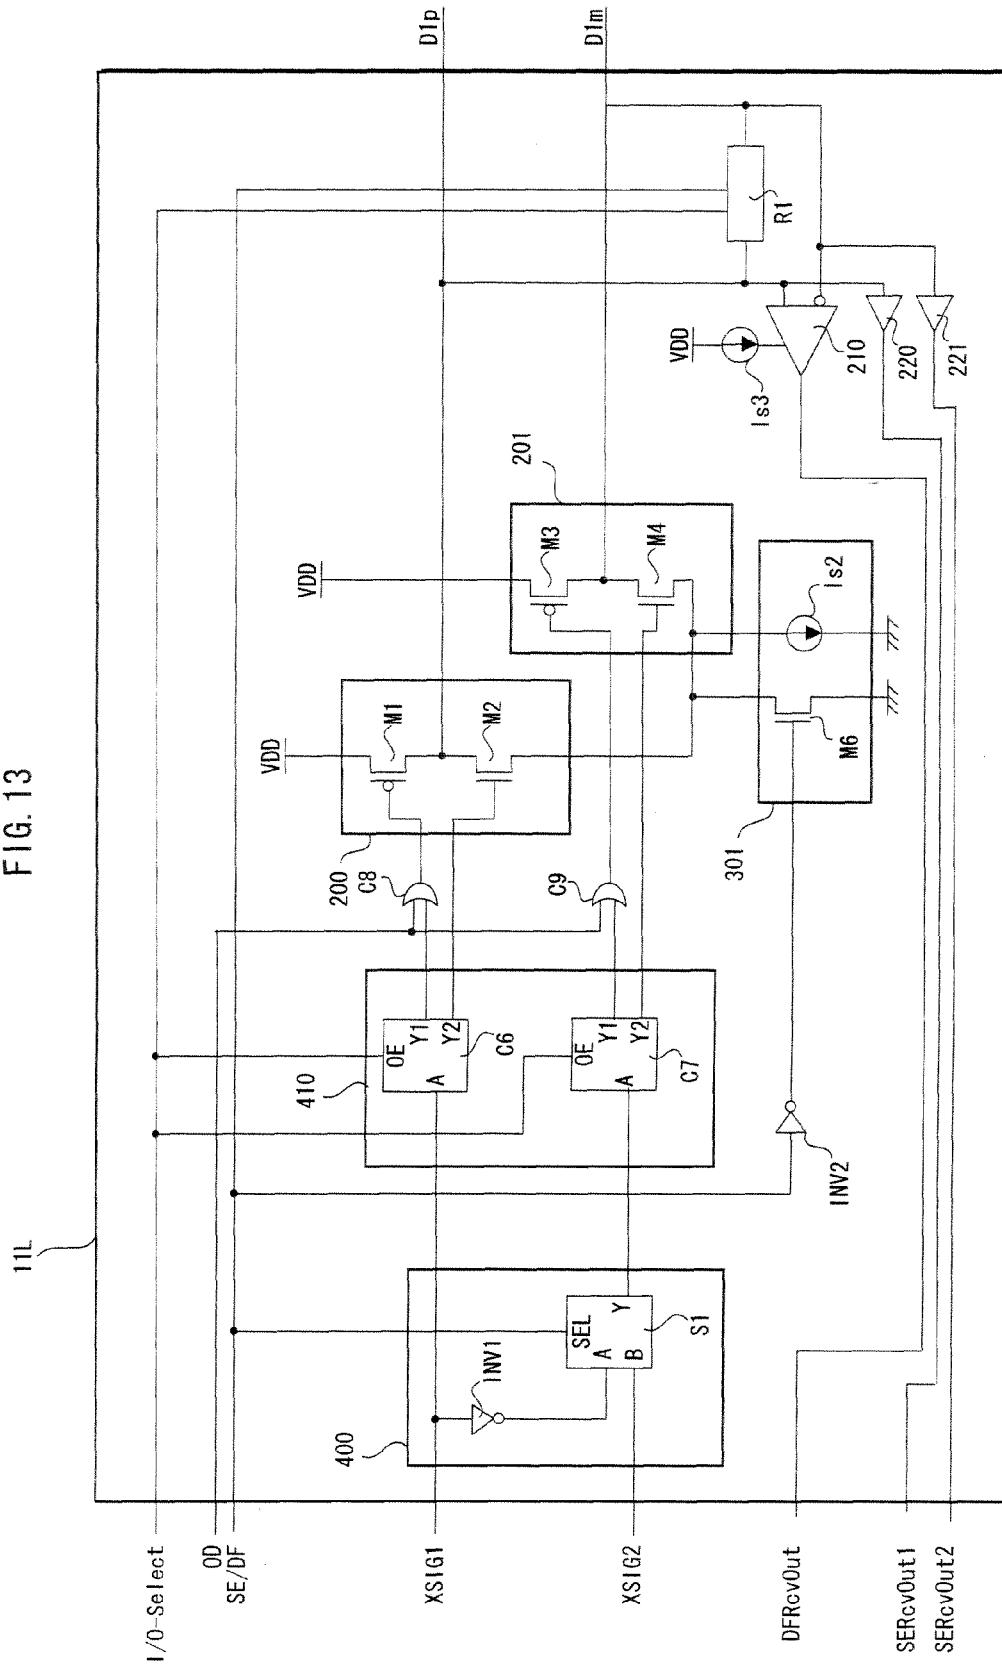 FIG. 13
11L
I/O-Select
OD
SE/DF
XSIG1
XSIG2
DFRcvOut
SERcvOut1
SERcvOut2
D1p
D1m
400
INV1
SEL
A
B
Y
S1
410
OE
A
Y1
Y2
C6
OE
A
Y1
Y2
C7
INV2
C8
C9
200
VDD
M1
M2
201
VDD
M3
M4
301
M6
Is2
VDD
Is3
210
220
221
R1